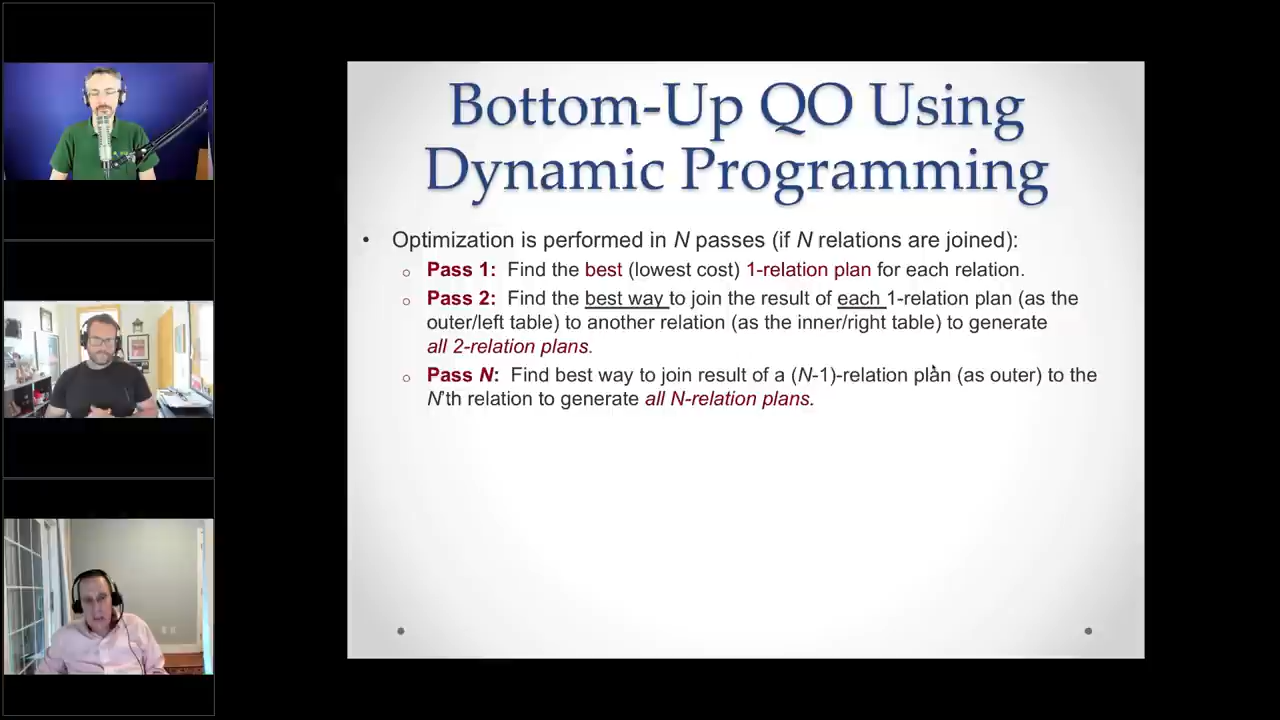 Bottom-Up QO Using
Dynamic Programming
• Optimization is performed in N passes (if N relations are joined):
o Pass 1: Find the best (lowest cost) 1-relation plan for each relation.
o Pass 2: Find the best way to join the result of each 1-relation plan (as the
outer/left table) to another relation (as the inner/right table) to generate
all 2-relation plans.
o Pass N: Find best way to join result of a (N-1)-relation plan (as outer) to the
N'th relation to generate all N-relation plans.